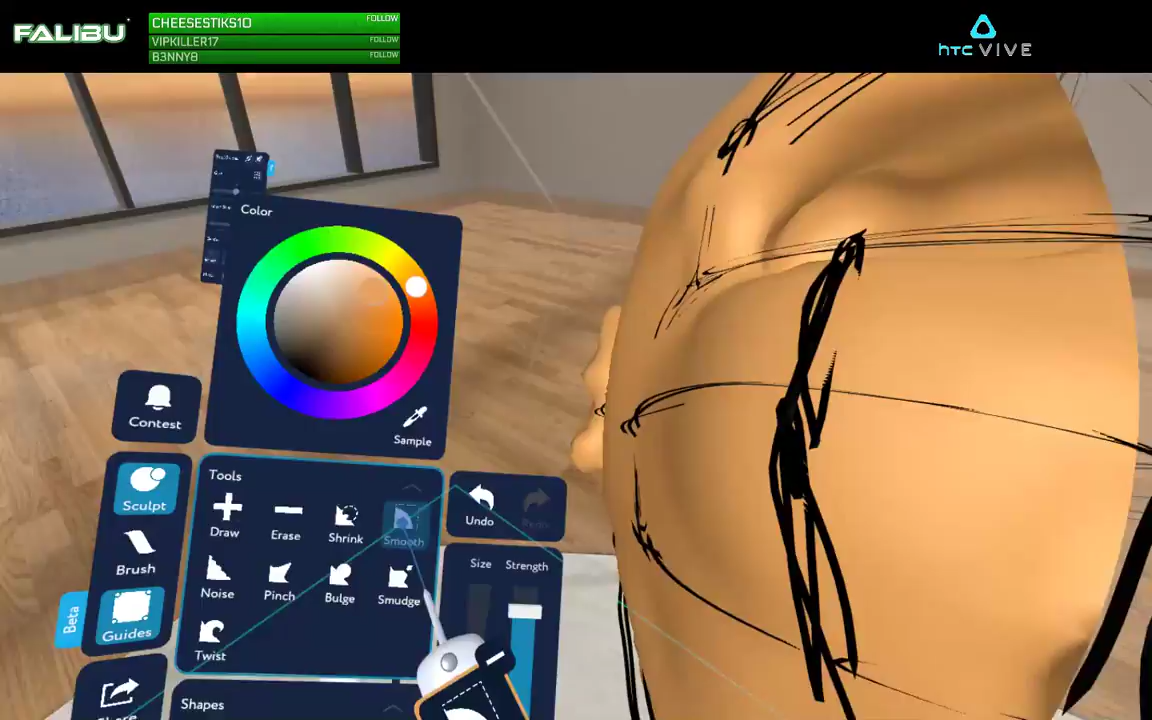 FALIBU
CHEESESTIKS10 FOLLOW
VIPKILLER17 FOLLOW
B3NNY8 FOLLOW
htc VIVE
Color
Sample
Contest
Sculpt
Brush
Beta
Guides
Tools
Draw Erase Shrink Smooth
Noise Pinch Bulge Smudge
Twist
Undo
Size Strength
Shapes